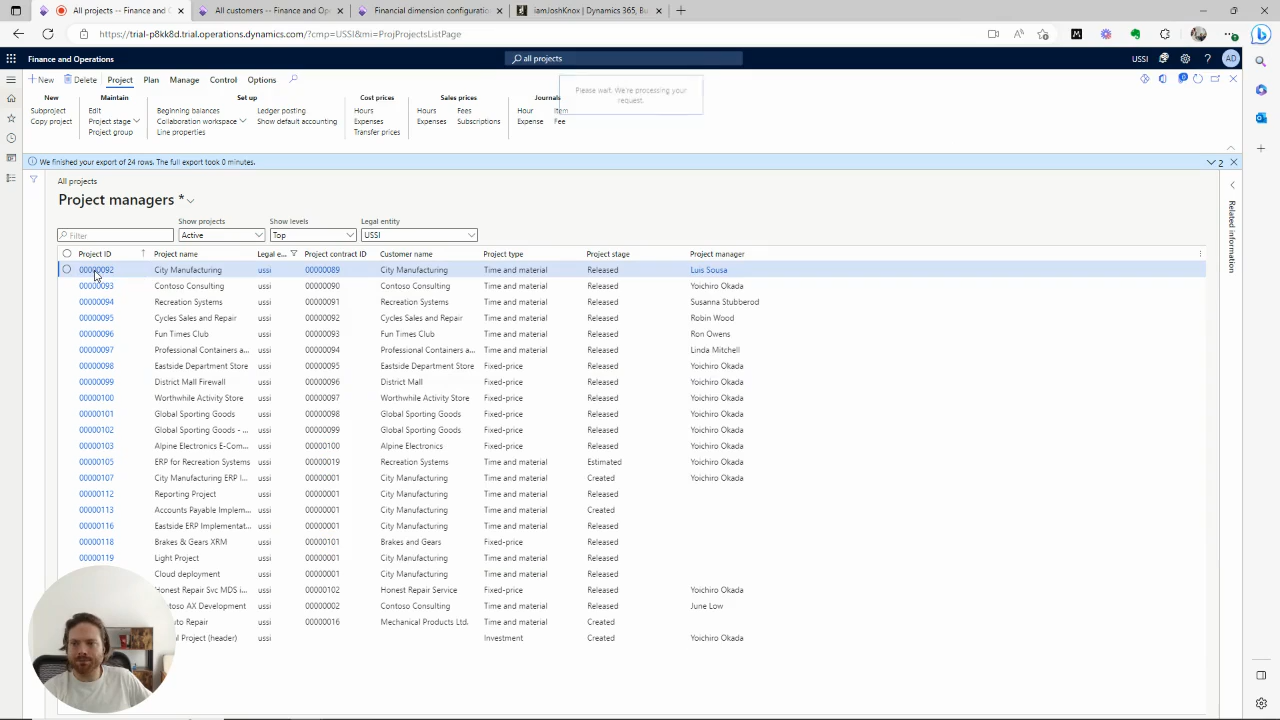 All projects -- Finance and Op
All customers -- Finance and Op
Financial dimension configuratio
iamJoshKnox | Dynamics 365, Bu
https://trial-p8kk8d.trial.operations.dynamics.com/?cmp=USSI&mi=ProjProjectsListPage
Finance and Operations
all projects
USSI
AD
New
Delete
Project
Plan
Manage
Control
Options
New
Maintain
Set up
Cost prices
Sales prices
Journals
Subproject
Edit
Beginning balances
Ledger posting
Hours
Hours
Fees
Hour
Item
Copy project
Project stage
Collaboration workspace
Show default accounting
Expenses
Expenses
Subscriptions
Expense
Fee
Project group
Line properties
Transfer prices
Please wait. We're processing your
request.
We finished your export of 24 rows. The full export took 0 minutes.
2
All projects
Project managers *
Show projects
Show levels
Legal entity
Filter
Active
Top
USSI
Related information
Project ID Project name Legal e... Project contract ID Customer name Project type Project stage Project manager
00000092 City Manufacturing ussi 00000089 City Manufacturing Time and material Released Luis Sousa
00000093 Contoso Consulting ussi 00000090 Contoso Consulting Time and material Released Yoichiro Okada
00000094 Recreation Systems ussi 00000091 Recreation Systems Time and material Released Susanna Stubberod
00000095 Cycles Sales and Repair ussi 00000092 Cycles Sales and Repair Time and material Released Robin Wood
00000096 Fun Times Club ussi 00000093 Fun Times Club Time and material Released Ron Owens
00000097 Professional Containers a... ussi 00000094 Professional Containers a... Time and material Released Linda Mitchell
00000098 Eastside Department Store ussi 00000095 Eastside Department Store Fixed-price Released Yoichiro Okada
00000099 District Mall Firewall ussi 00000096 District Mall Fixed-price Released Yoichiro Okada
00000100 Worthwhile Activity Store ussi 00000097 Worthwhile Activity Store Fixed-price Released Yoichiro Okada
00000101 Global Sporting Goods ussi 00000098 Global Sporting Goods Fixed-price Released Yoichiro Okada
00000102 Global Sporting Goods - ... ussi 00000099 Global Sporting Goods Fixed-price Released Yoichiro Okada
00000103 Alpine Electronics E-Com... ussi 00000100 Alpine Electronics Fixed-price Released Yoichiro Okada
00000105 ERP for Recreation Systems ussi 00000019 Recreation Systems Time and material Estimated Yoichiro Okada
00000107 City Manufacturing ERP I... ussi 00000001 City Manufacturing Time and material Created Yoichiro Okada
00000112 Reporting Project ussi 00000001 City Manufacturing Time and material Released
00000113 Accounts Payable Implem... ussi 00000001 City Manufacturing Time and material Created
00000116 Eastside ERP Implementat... ussi 00000001 City Manufacturing Time and material Released
00000118 Brakes & Gears XRM ussi 00000101 Brakes and Gears Fixed-price Released
00000119 Light Project ussi 00000001 City Manufacturing Time and material Released
Cloud deployment ussi 00000001 City Manufacturing Time and material Released
Honest Repair Svc MDS i... ussi 00000102 Honest Repair Service Fixed-price Released Yoichiro Okada
toso AX Development ussi 00000002 Contoso Consulting Time and material Released June Low
uto Repair ussi 00000016 Mechanical Products Ltd. Time and material Created
l Project (header) ussi Investment Created Yoichiro Okada